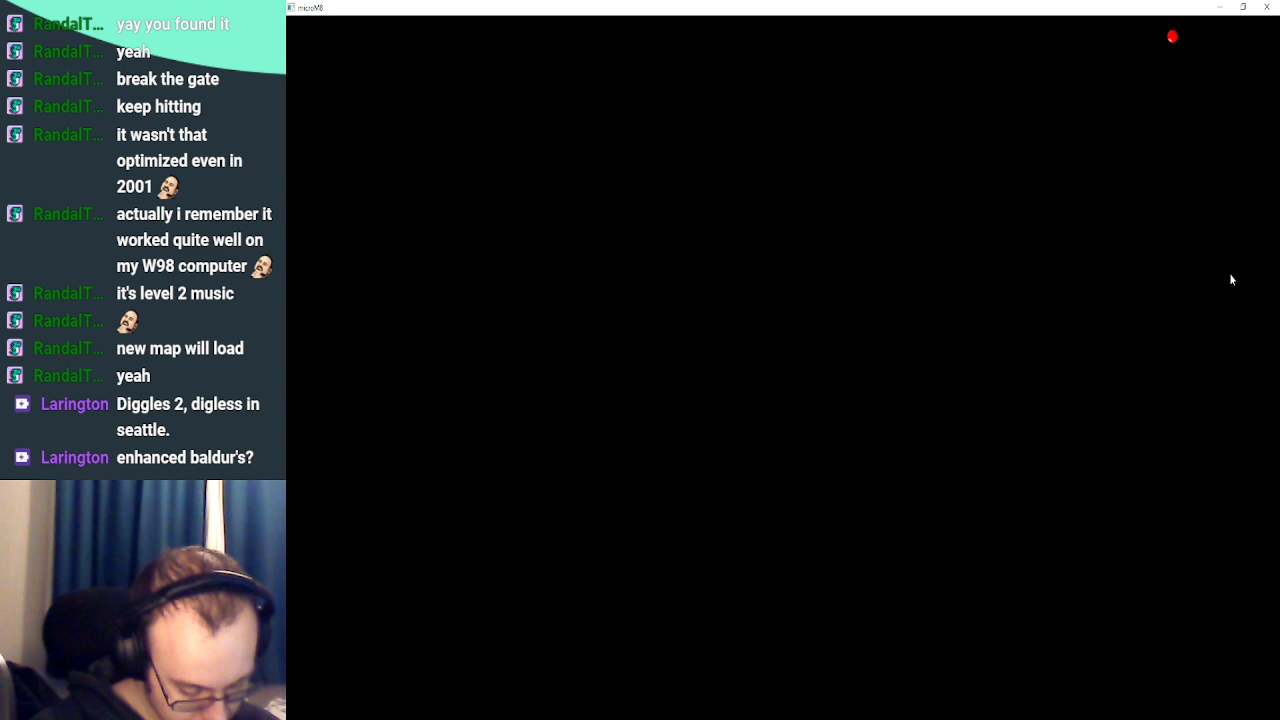 microM8
RandalT... yay you found it
RandalT... yeah
RandalT... break the gate
RandalT... keep hitting
RandalT... it wasn't that
optimized even in
2001
RandalT... actually i remember it
worked quite well on
my W98 computer
RandalT... it's level 2 music
RandalT...
RandalT... new map will load
RandalT... yeah
Larington Diggles 2, digless in
seattle.
Larington enhanced baldur's?